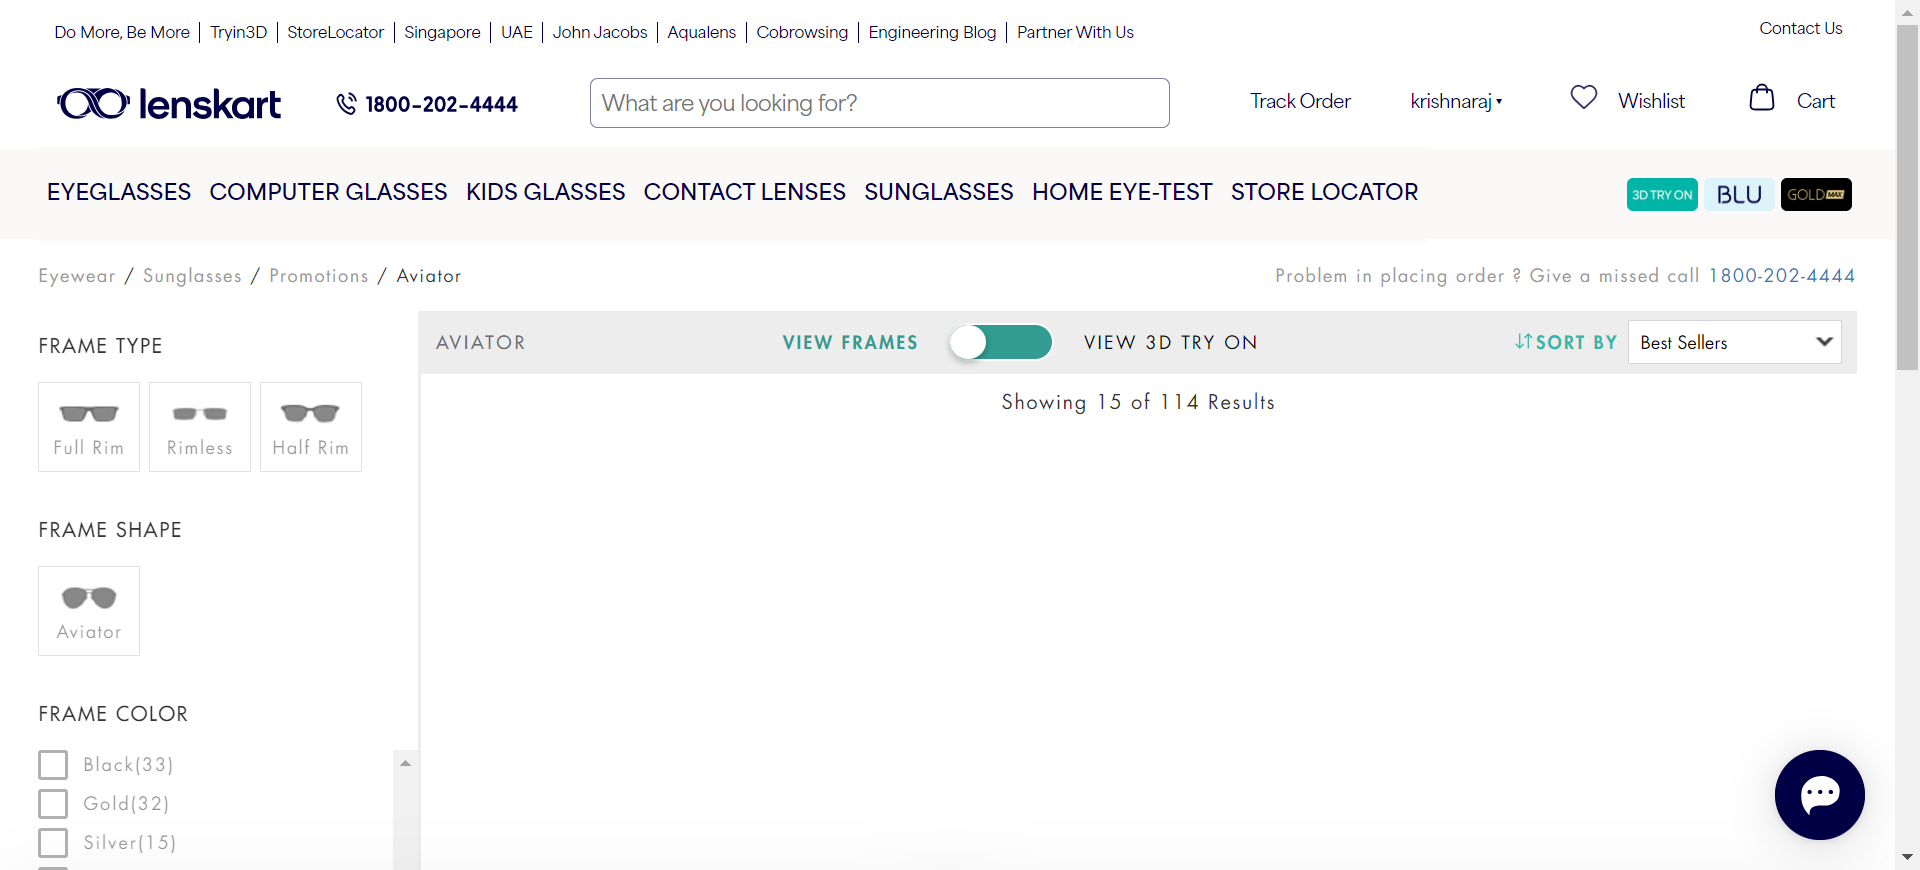 Do More, Be More Tryin3D StoreLocator Singapore UAE John Jacobs Aqualens Cobrowsing Engineering Blog Partner With Us Contact Us
lenskart 1800-202-4444 What are you looking for? Track Order krishnaraj Wishlist Cart
EYEGLASSES COMPUTER GLASSES KIDS GLASSES CONTACT LENSES SUNGLASSES HOME EYE-TEST STORE LOCATOR 3D TRY ON BLU GOLD MAX
Eyewear / Sunglasses / Promotions / Aviator Problem in placing order ? Give a missed call 1800-202-4444
AVIATOR VIEW FRAMES VIEW 3D TRY ON SORT BY Best Sellers
Showing 15 of 114 Results
FRAME TYPE
Full Rim Rimless Half Rim
FRAME SHAPE
Aviator
FRAME COLOR
Black(33)
Gold(32)
Silver(15)